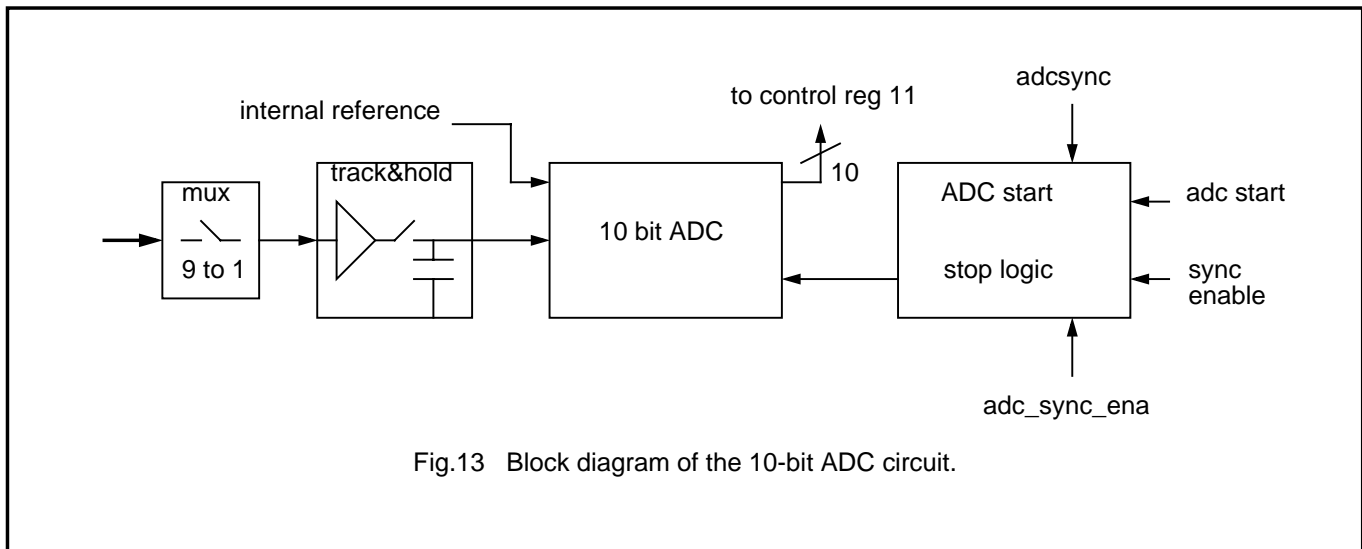 adcsync
to control reg 11
internal reference
track&hold
10
mux
ADC start
adc start
10 bit ADC
9 to 1
stop logic
sync
enable
adc_sync_ena
Fig.13 Block diagram of the 10-bit ADC circuit.